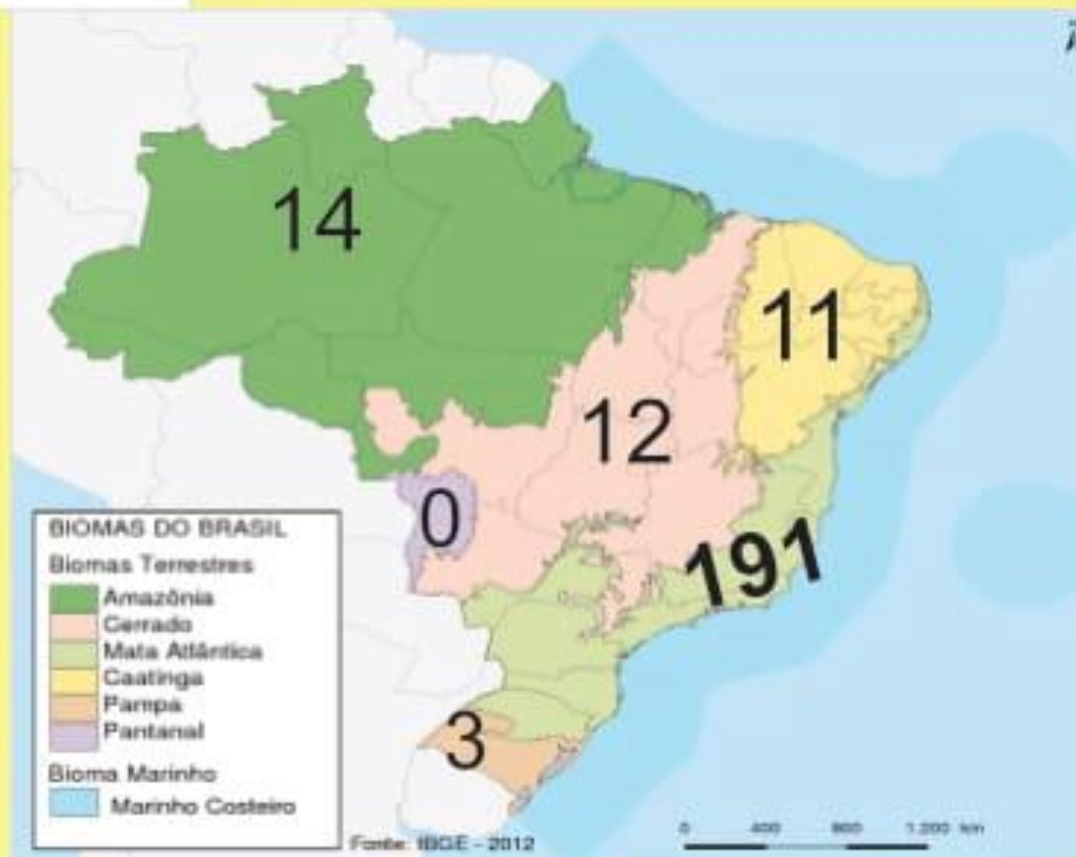 14
11
12
0
191
3
BIOMAS DO BRASIL
Biomas Terrestres
Amazônia
Cerrado
Mata Atlântica
Caatinga
Pampa
Pantanal
Bioma Marinho
Marinho Costeiro
Fonte: IBGE - 2012
0 400 800 1.200 km